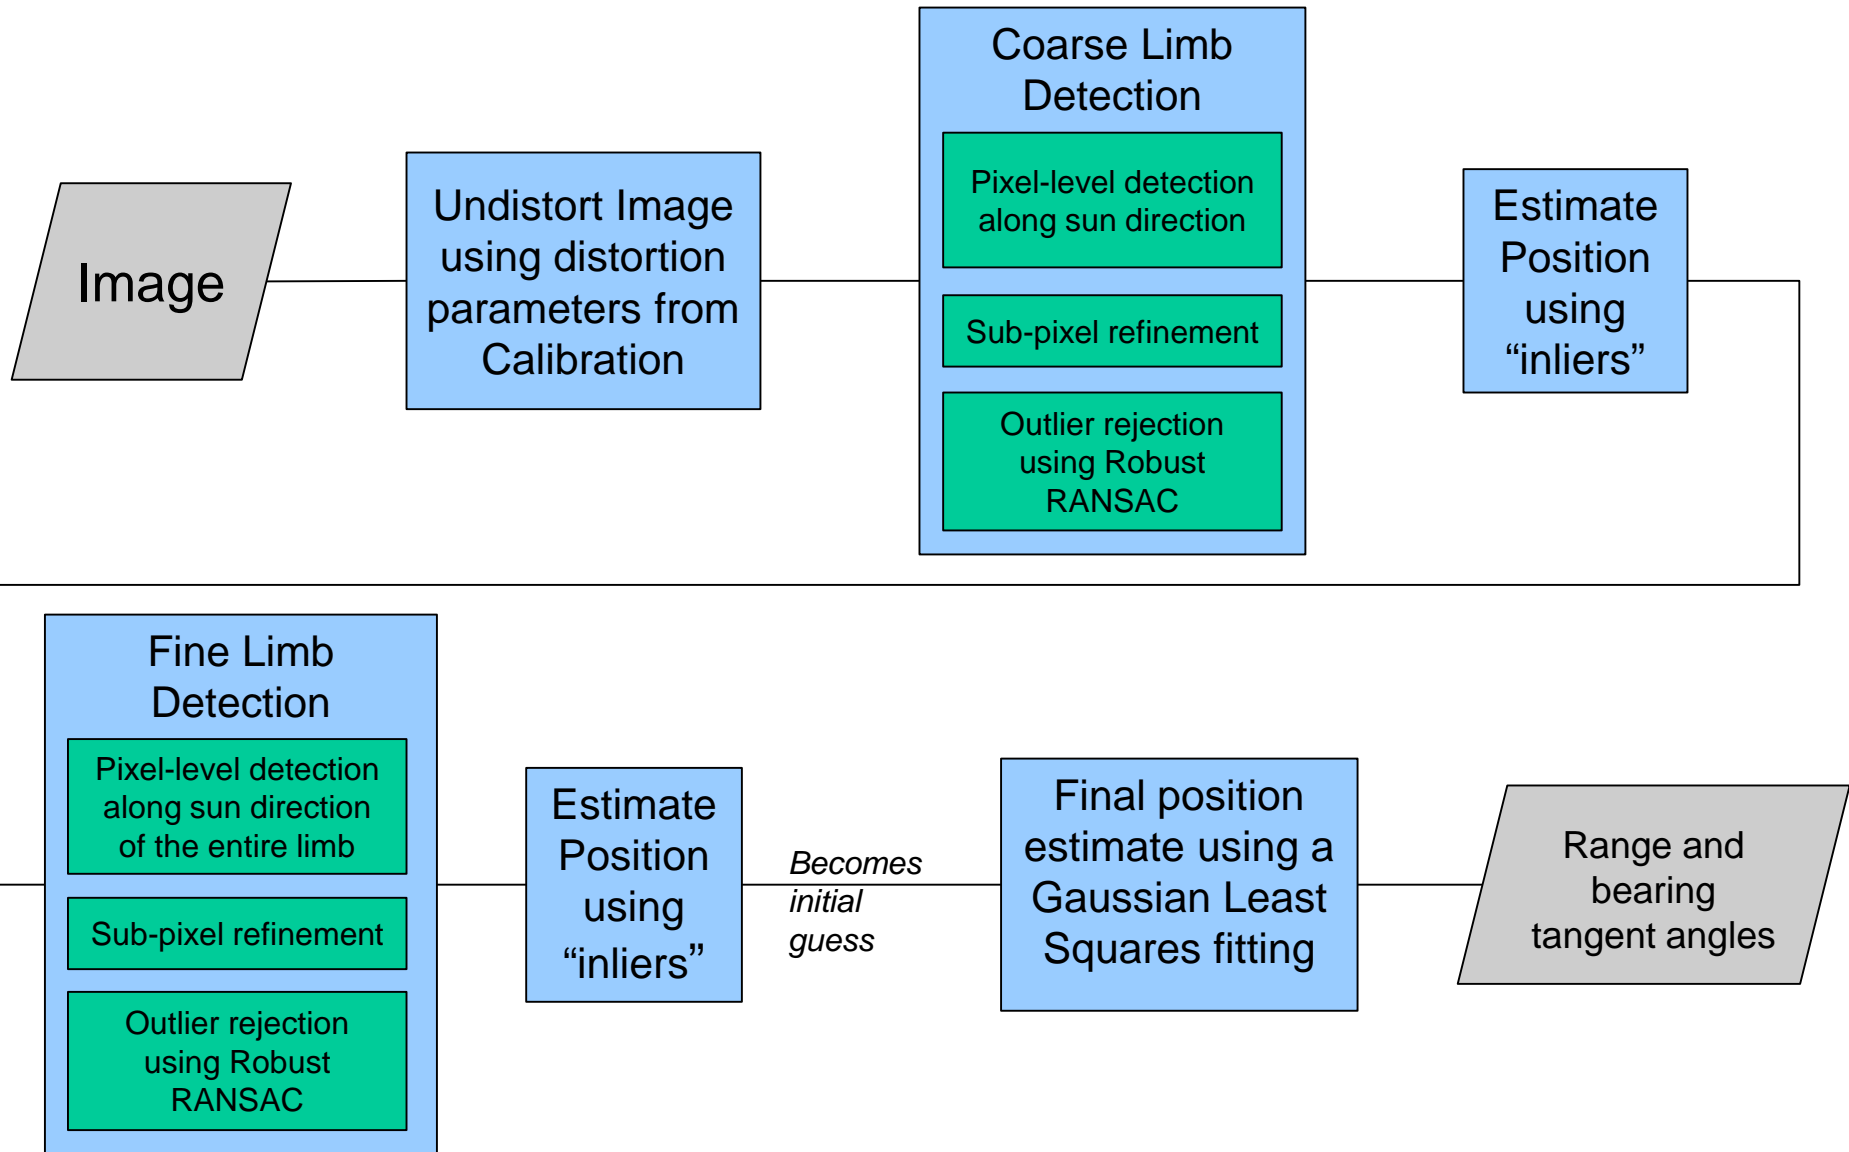 Image
Undistort Image
using distortion
parameters from
Calibration
Coarse Limb
Detection
Pixel-level detection
along sun direction
Sub-pixel refinement
Outlier rejection
using Robust
RANSAC
Estimate
Position
using
“inliers”
Fine Limb
Detection
Pixel-level detection
along sun direction
of the entire limb
Sub-pixel refinement
Outlier rejection
using Robust
RANSAC
Estimate
Position
using
“inliers”
Becomes
initial
guess
Final position
estimate using a
Gaussian Least
Squares fitting
Range and
bearing
tangent angles